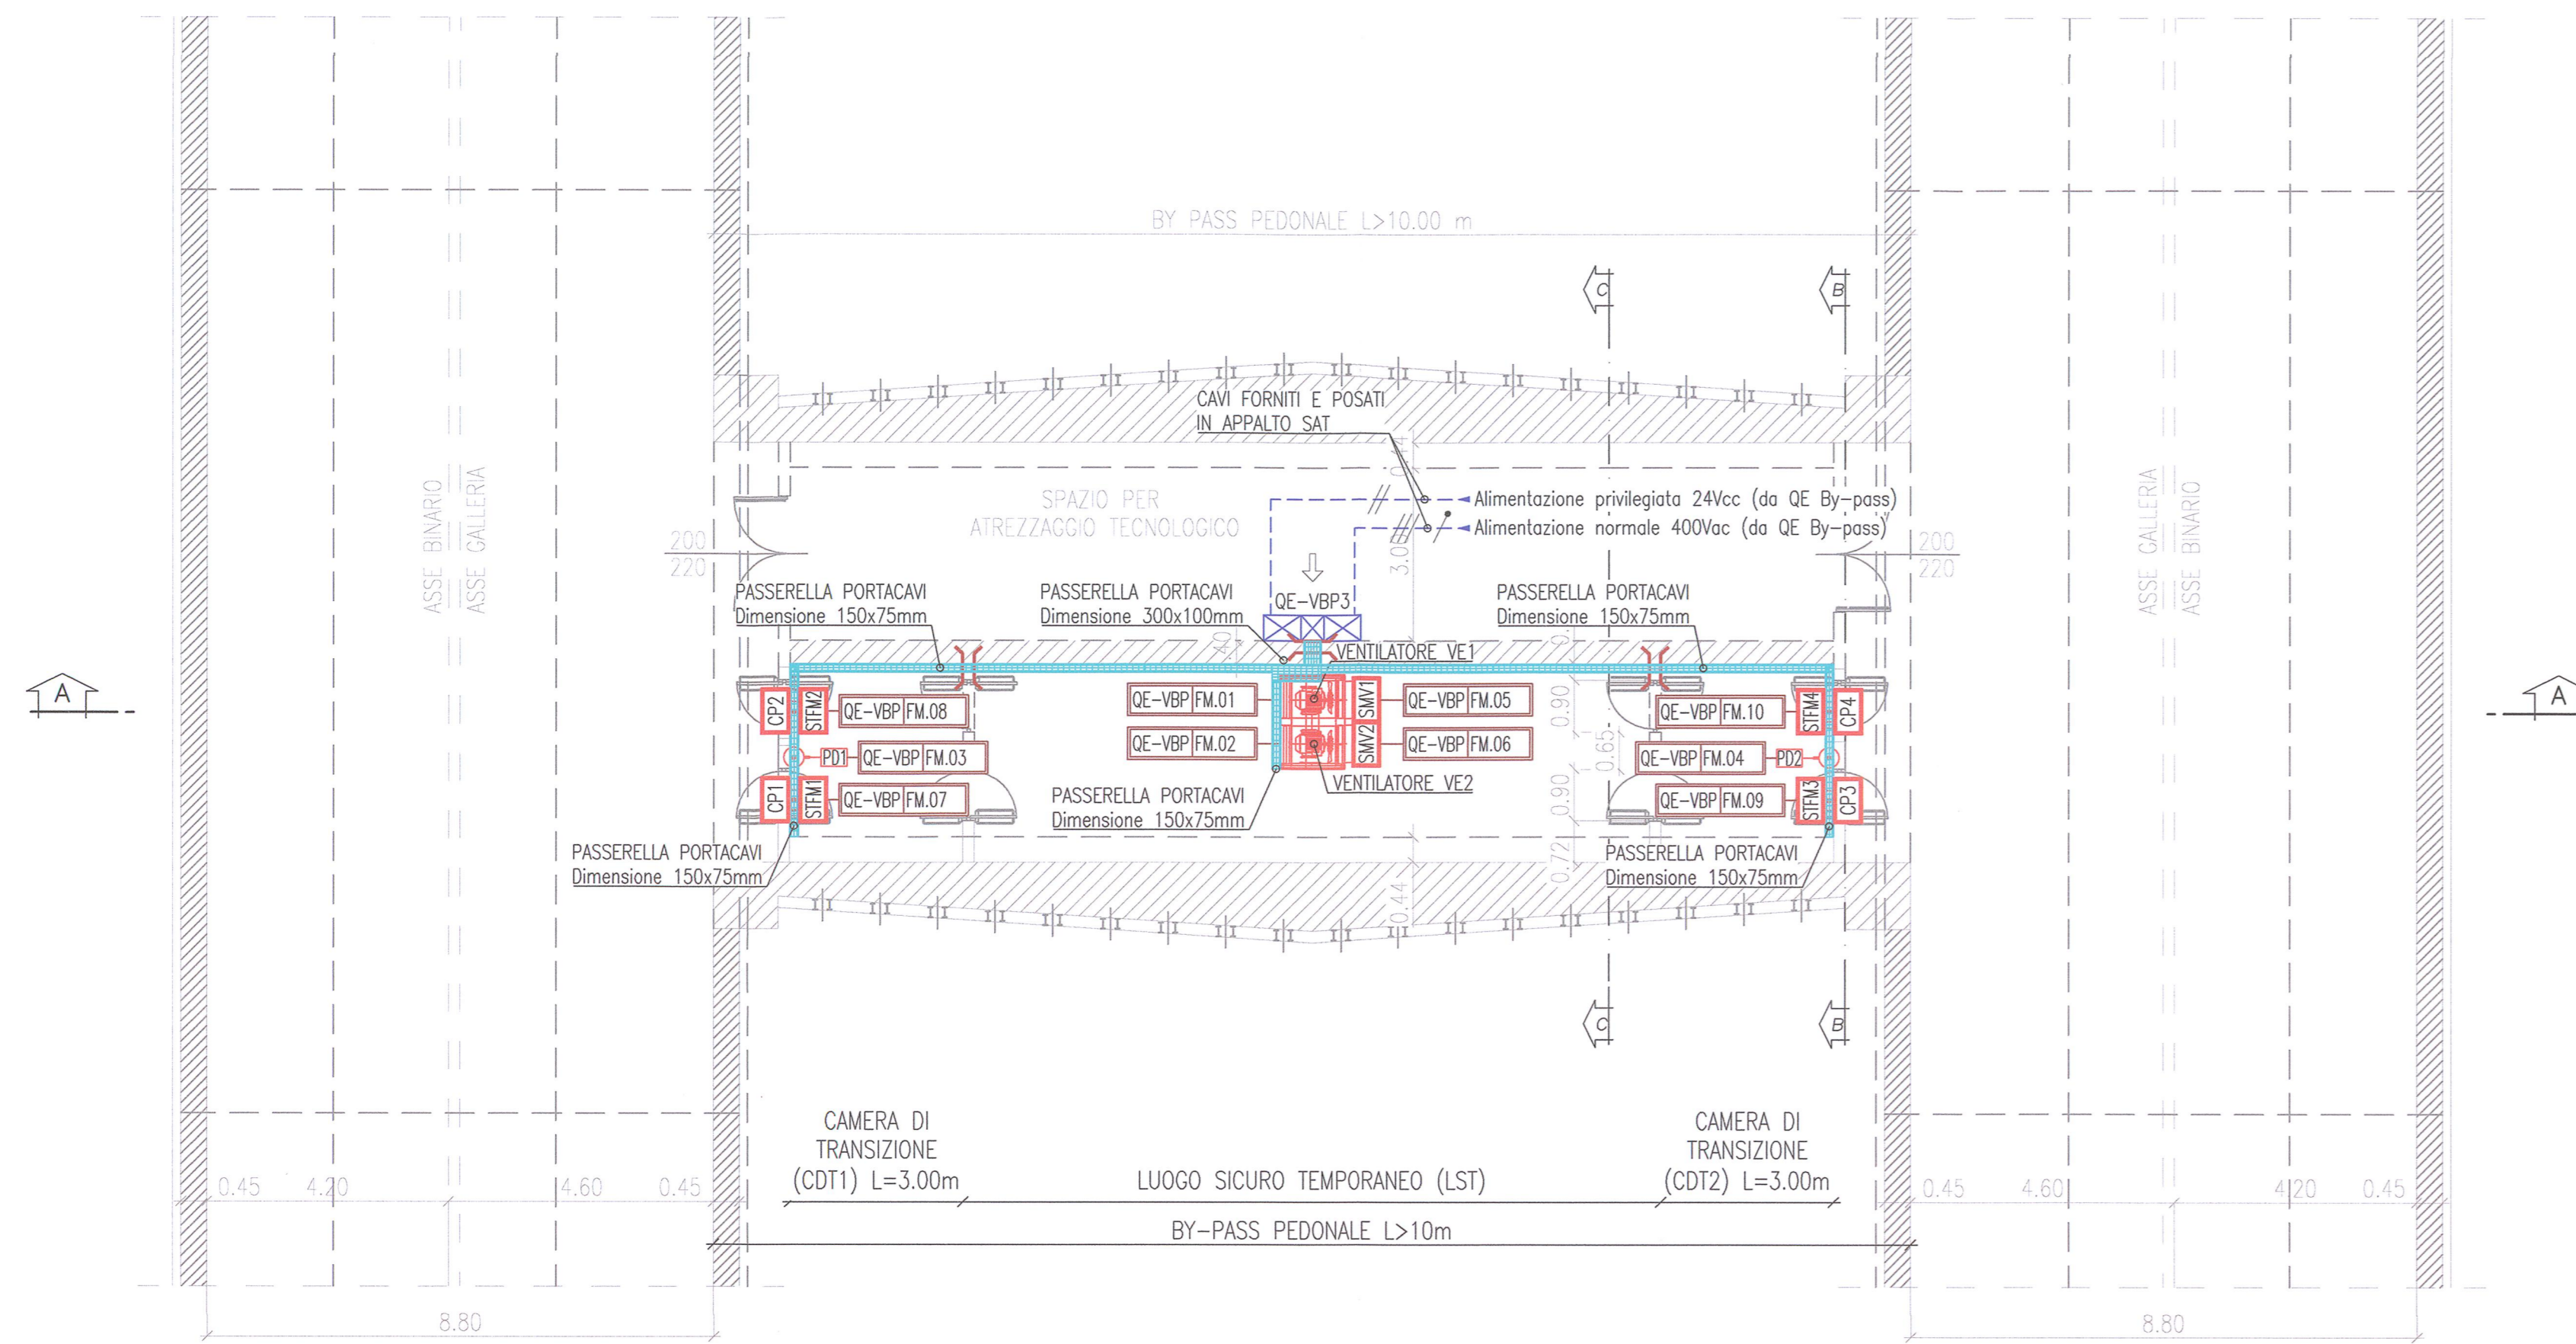 BY PASS PEDONALE L>10.00 m
C
B
CAVI FORNITI E POSATI
IN APPALTO SAT
0.44
ASSE BINARIO
ASSE GALLERIA
SPAZIO PER
ATREZZAGGIO TECNOLOGICO
Alimentazione privilegiata 24Vcc (da QE By-pass)
Alimentazione normale 400Vac (da QE By-pass)
ASSE GALLERIA
ASSE BINARIO
200
220
200
220
PASSERELLA PORTACAVI
Dimensione 150x75mm
PASSERELLA PORTACAVI
Dimensione 300x100mm
QE-VBP3
PASSERELLA PORTACAVI
Dimensione 150x75mm
VENTILATORE VE1
A
A
CP2
STFM2
QE-VBP FM.08
QE-VBP FM.01
SMV1
QE-VBP FM.05
0.90
QE-VBP FM.10
STFM4
CP4
PD1
QE-VBP FM.03
QE-VBP FM.02
SMV2
QE-VBP FM.06
0.65
QE-VBP FM.04
PD2
CP1
STFM1
QE-VBP FM.07
VENTILATORE VE2
0.90
QE-VBP FM.09
STFM3
CP3
PASSERELLA PORTACAVI
Dimensione 150x75mm
PASSERELLA PORTACAVI
Dimensione 150x75mm
0.72
PASSERELLA PORTACAVI
Dimensione 150x75mm
0.44
C
B
CAMERA DI
TRANSIZIONE
(CDT1) L=3.00m
LUOGO SICURO TEMPORANEO (LST)
CAMERA DI
TRANSIZIONE
(CDT2) L=3.00m
0.45 4.20 4.60 0.45
0.45 4.60 4.20 0.45
BY-PASS PEDONALE L>10m
8.80
8.80